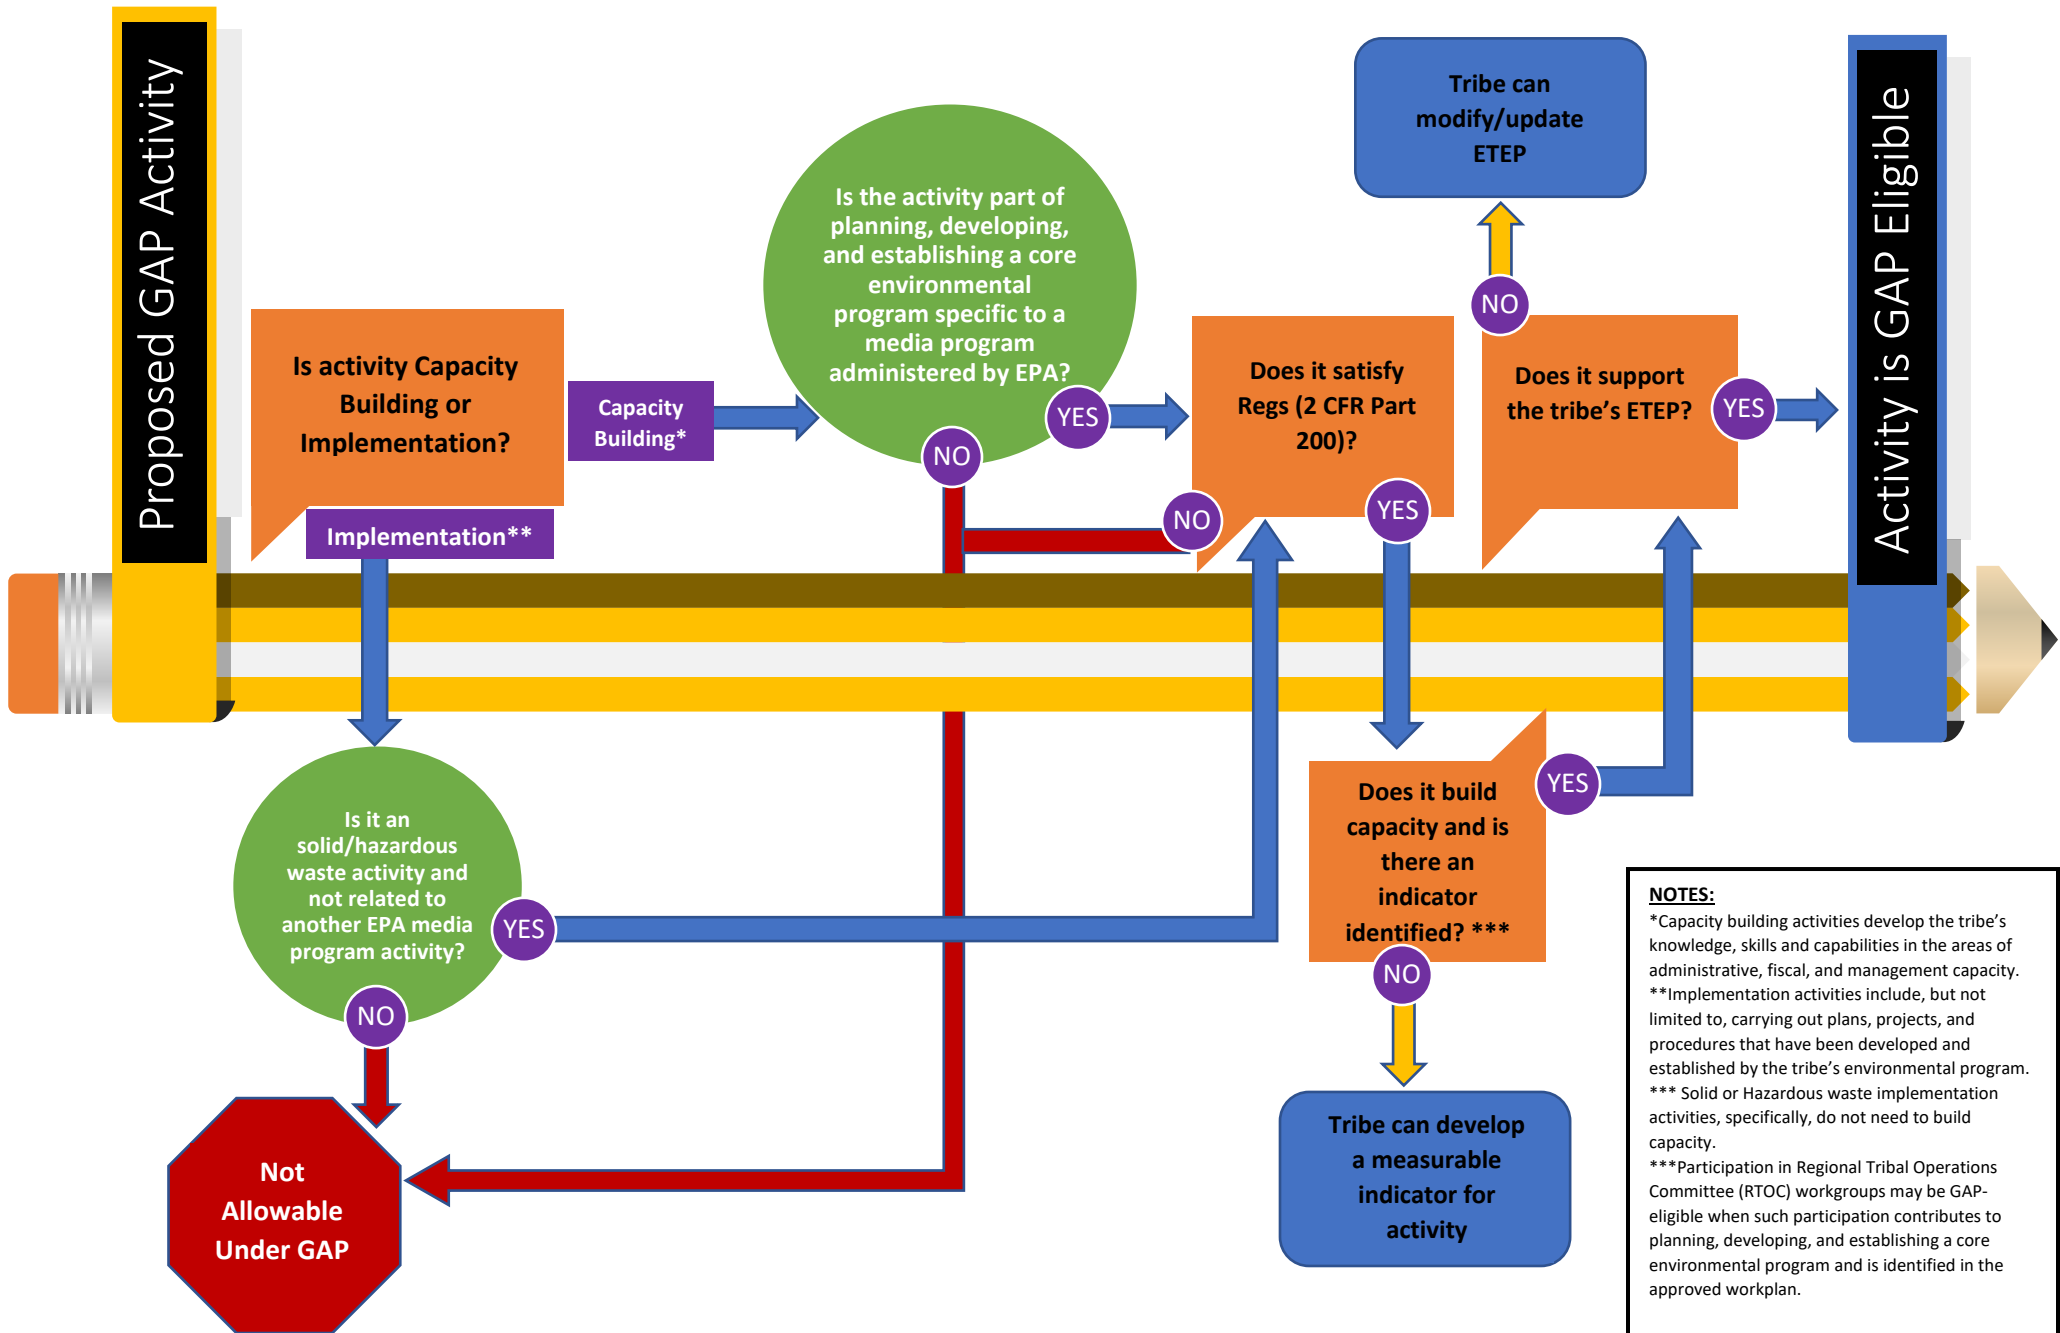 Proposed GAP Activity
Is activity Capacity
Building or
Implementation?
Capacity
Building*
Implementation**
Is the activity part of
planning, developing,
and establishing a core
environmental
program specific to a
media program
administered by EPA?
YES
NO
Does it satisfy
Regs (2 CFR Part
200)?
NO
YES
Tribe can
modify/update
ETEP
NO
Does it support
the tribe's ETEP?
YES
Activity is GAP Eligible
Is it an
solid/hazardous
waste activity and
not related to
another EPA media
program activity?
YES
NO
Not
Allowable
Under GAP
Does it build
capacity and is
there an
indicator
identified? ***
YES
NO
Tribe can develop
a measurable
indicator for
activity
NOTES:
*Capacity building activities develop the tribe's
knowledge, skills and capabilities in the areas of
administrative, fiscal, and management capacity.
**Implementation activities include, but not
limited to, carrying out plans, projects, and
procedures that have been developed and
established by the tribe's environmental program.
*** Solid or Hazardous waste implementation
activities, specifically, do not need to build
capacity.
***Participation in Regional Tribal Operations
Committee (RTOC) workgroups may be GAP-
eligible when such participation contributes to
planning, developing, and establishing a core
environmental program and is identified in the
approved workplan.